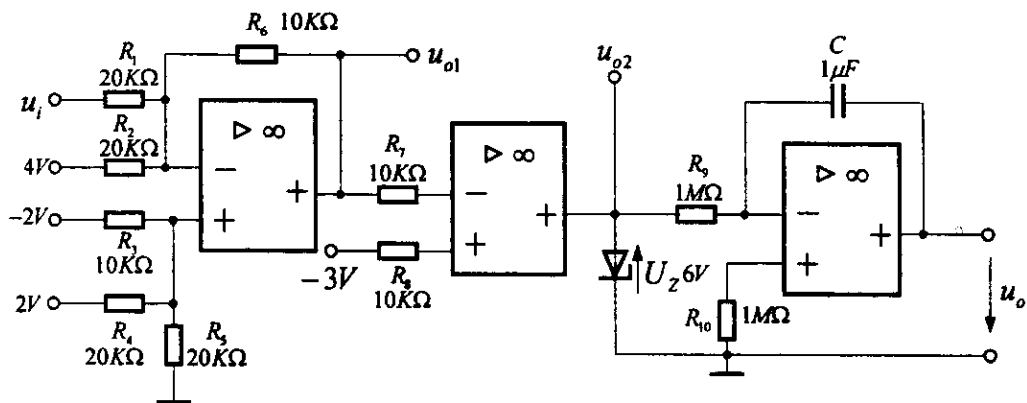 R6 10KΩ
uo1
R1
20KΩ
ui
R2
20KΩ
4V
▷ ∞
−
+
+
-2V
R3
10KΩ
2V
R4
20KΩ
R5
20KΩ
R7
10KΩ
▷ ∞
−
+
+
-3V
R8
10KΩ
uo2
UZ 6V
C
1μF
R9
1MΩ
▷ ∞
−
+
+
R10 1MΩ
uo